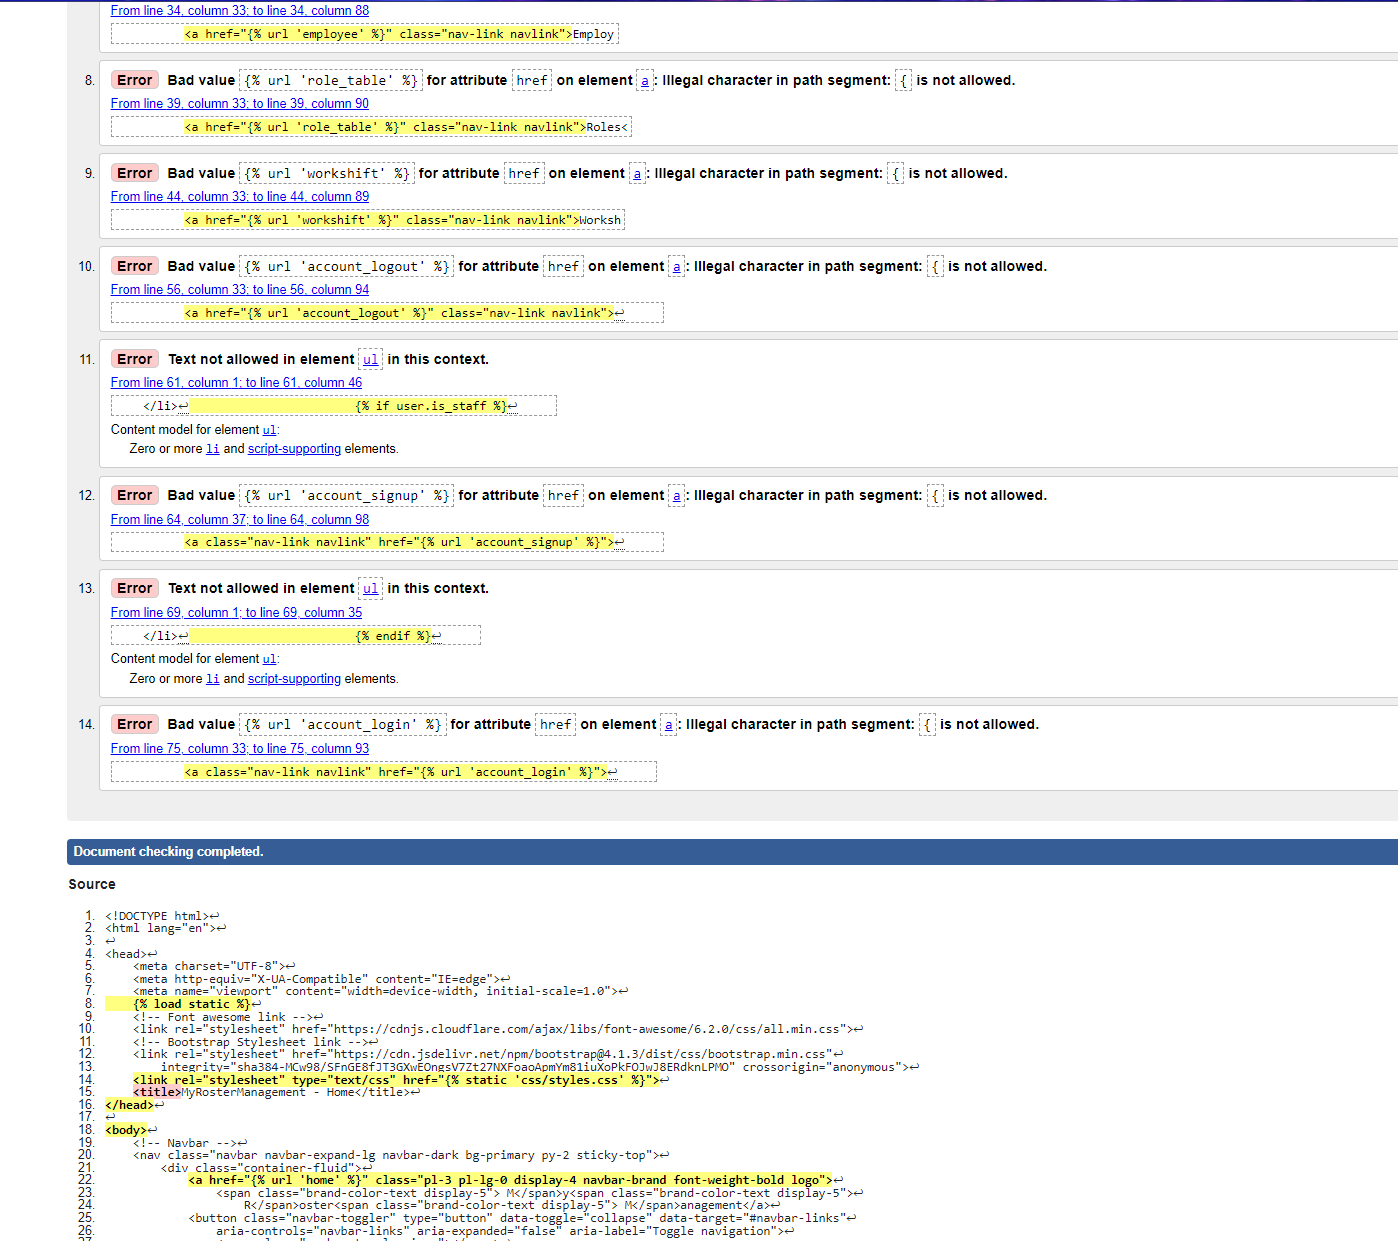 From line 34, column 33; to line 34, column 88
<a href="{% url 'employee' %}" class="nav-link navlink">Employ
8. Error Bad value {% url 'role_table' %} for attribute href on element a: Illegal character in path segment: { is not allowed.
From line 39, column 33; to line 39, column 90
<a href="{% url 'role_table' %}" class="nav-link navlink">Roles<
9. Error Bad value {% url 'workshift' %} for attribute href on element a: Illegal character in path segment: { is not allowed.
From line 44, column 33; to line 44, column 89
<a href="{% url 'workshift' %}" class="nav-link navlink">Worksh
10. Error Bad value {% url 'account_logout' %} for attribute href on element a: Illegal character in path segment: { is not allowed.
From line 56, column 33; to line 56, column 94
<a href="{% url 'account_logout' %}" class="nav-link navlink">↩
11. Error Text not allowed in element ul in this context.
From line 61, column 1; to line 61, column 46
</li>↩ {% if user.is_staff %}↩
Content model for element ul:
Zero or more li and script-supporting elements.
12. Error Bad value {% url 'account_signup' %} for attribute href on element a: Illegal character in path segment: { is not allowed.
From line 64, column 37; to line 64, column 98
<a class="nav-link navlink" href="{% url 'account_signup' %}">↩
13. Error Text not allowed in element ul in this context.
From line 69, column 1; to line 69, column 35
</li>↩ {% endif %}↩
Content model for element ul:
Zero or more li and script-supporting elements.
14. Error Bad value {% url 'account_login' %} for attribute href on element a: Illegal character in path segment: { is not allowed.
From line 75, column 33; to line 75, column 93
<a class="nav-link navlink" href="{% url 'account_login' %}">↩
Document checking completed.
Source
1. <!DOCTYPE html>↩
2. <html lang="en">↩
3. ↩
4. <head>↩
5. <meta charset="UTF-8">↩
6. <meta http-equiv="X-UA-Compatible" content="IE=edge">↩
7. <meta name="viewport" content="width=device-width, initial-scale=1.0">↩
8. {% load static %}↩
9. <!-- Font awesome link -->↩
10. <link rel="stylesheet" href="https://cdnjs.cloudflare.com/ajax/libs/font-awesome/6.2.0/css/all.min.css">↩
11. <!-- Bootstrap Stylesheet link -->↩
12. <link rel="stylesheet" href="https://cdn.jsdelivr.net/npm/bootstrap@4.1.3/dist/css/bootstrap.min.css"↩
13. integrity="sha384-MCw98/SFnGE8fJT3GXwEOngsV7Zt27NXFoaoApmYm81iuXoPkFOJwJ8ERdknLPMO" crossorigin="anonymous">↩
14. <link rel="stylesheet" type="text/css" href="{% static 'css/styles.css' %}">↩
15. <title>MyRosterManagement - Home</title>↩
16. </head>↩
17. ↩
18. <body>↩
19. <!-- Navbar -->↩
20. <nav class="navbar navbar-expand-lg navbar-dark bg-primary py-2 sticky-top">↩
21. <div class="container-fluid">↩
22. <a href="{% url 'home' %}" class="pl-3 pl-lg-0 display-4 navbar-brand font-weight-bold logo">↩
23. <span class="brand-color-text display-5"> M</span>y<span class="brand-color-text display-5">↩
24. R</span>oster<span class="brand-color-text display-5"> M</span>anagement</a>↩
25. <button class="navbar-toggler" type="button" data-toggle="collapse" data-target="#navbar-links"↩
26. aria-controls="navbar-links" aria-expanded="false" aria-label="Toggle navigation">↩